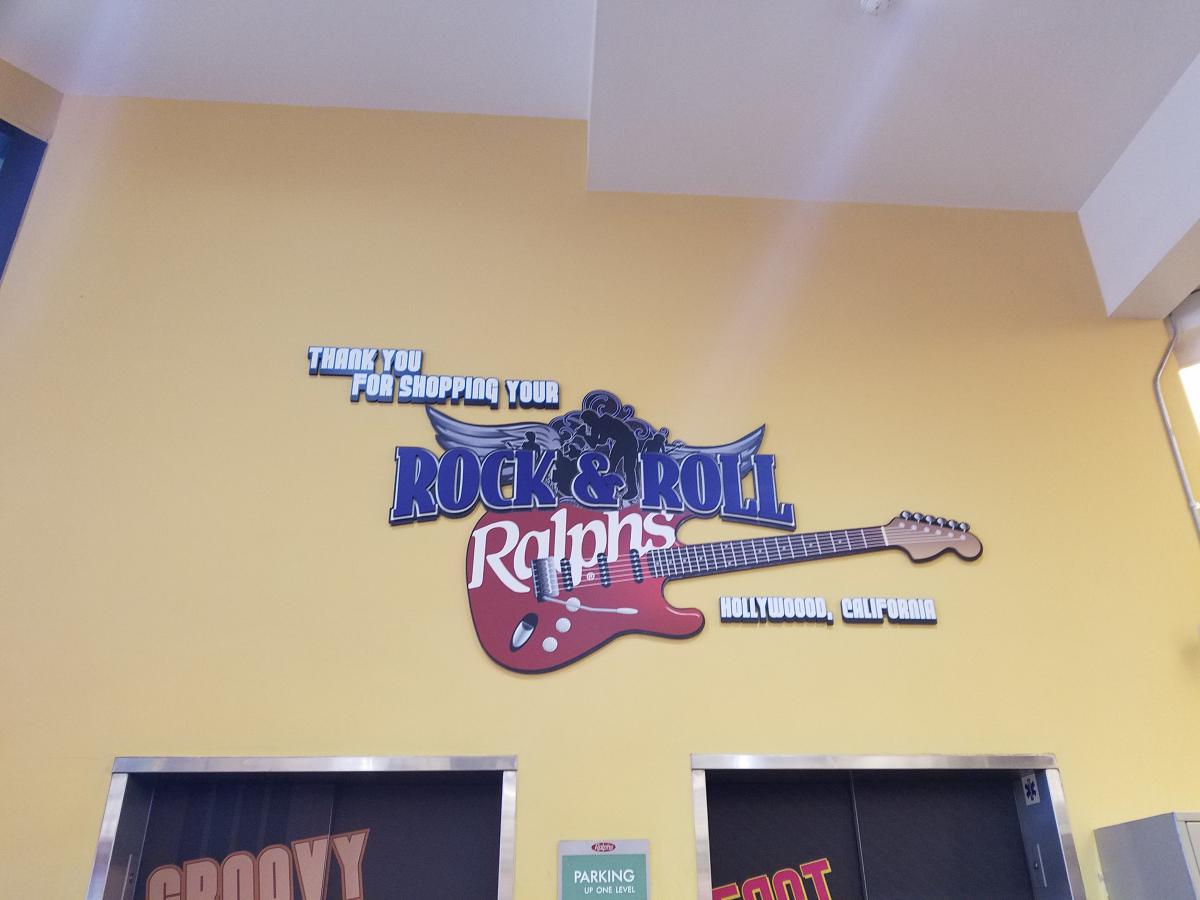 THANK YOU
FOR SHOPPING YOUR
ROCK & ROLL
Ralphs ®
HOLLYWOOD, CALIFORNIA
GROOVY
Ralphs
PARKING
UP ONE LEVEL